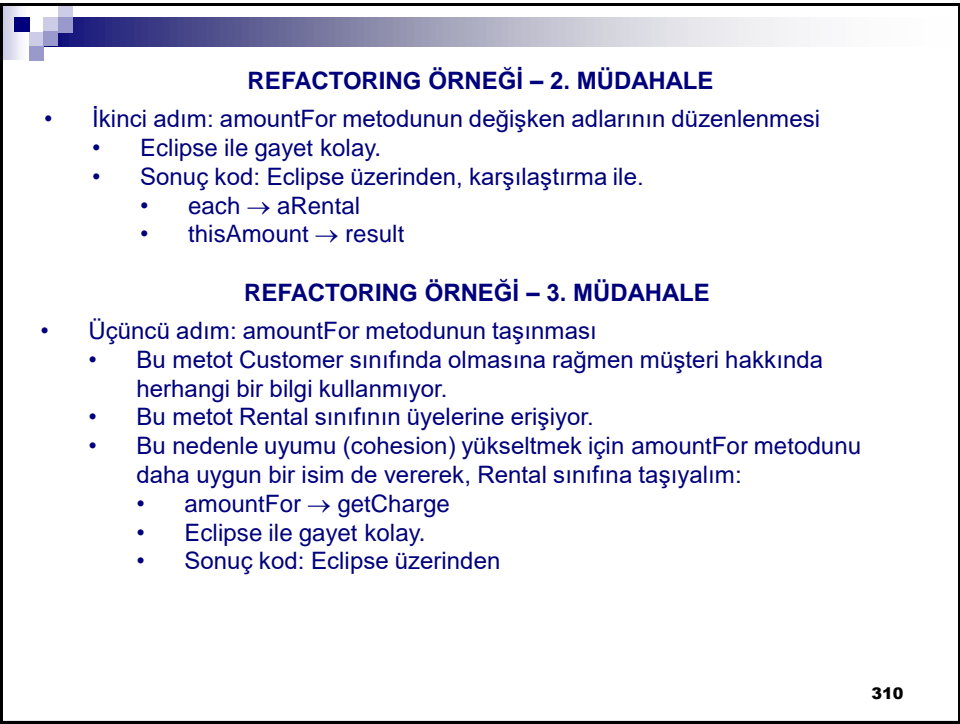 REFACTORING ÖRNEĞİ – 2. MÜDAHALE
• İkinci adım: amountFor metodunun değişken adlarının düzenlenmesi
• Eclipse ile gayet kolay.
• Sonuç kod: Eclipse üzerinden, karşılaştırma ile.
• each → aRental
• thisAmount → result
REFACTORING ÖRNEĞİ – 3. MÜDAHALE
• Üçüncü adım: amountFor metodunun taşınması
• Bu metot Customer sınıfında olmasına rağmen müşteri hakkında
herhangi bir bilgi kullanmıyor.
• Bu metot Rental sınıfının üyelerine erişiyor.
• Bu nedenle uyumu (cohesion) yükseltmek için amountFor metodunu
daha uygun bir isim de vererek, Rental sınıfına taşıyalım:
• amountFor → getCharge
• Eclipse ile gayet kolay.
• Sonuç kod: Eclipse üzerinden
310